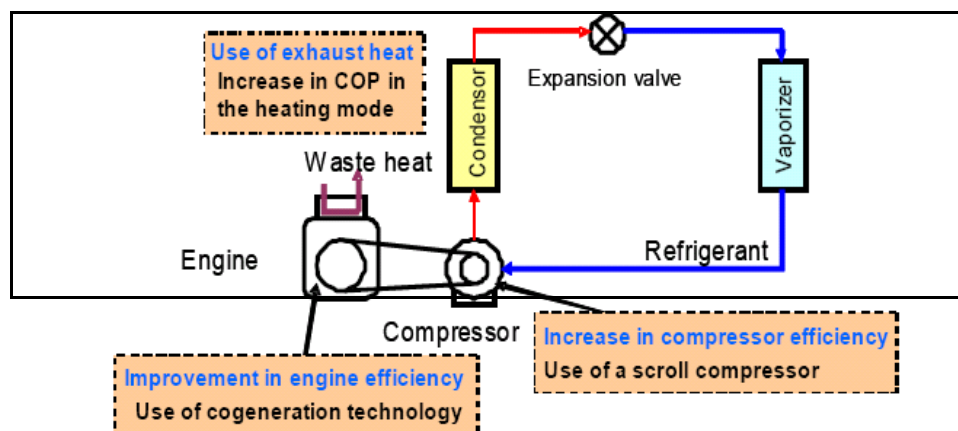 Use of exhaust heat
Increase in COP in
the heating mode
Waste heat
Condensor
Expansion valve
Vaporizer
Engine
Refrigerant
Compressor
Increase in compressor efficiency
Use of a scroll compressor
Improvement in engine efficiency
Use of cogeneration technology